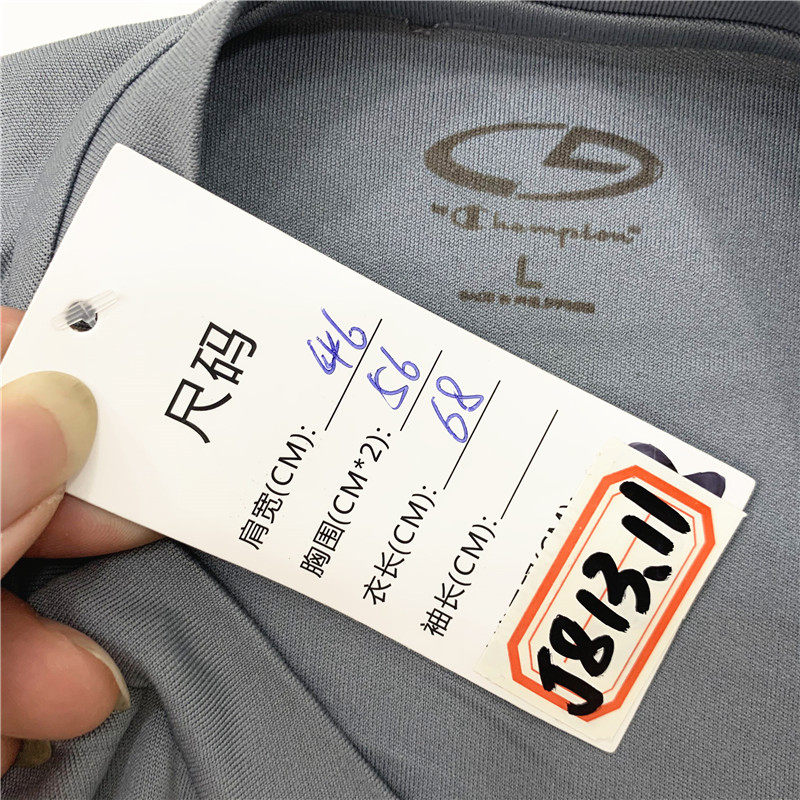 "Champion"
L
尺码
肩宽(CM): 46
胸围(CM*2): 56
衣长(CM): 68
袖长(CM):
J813.11